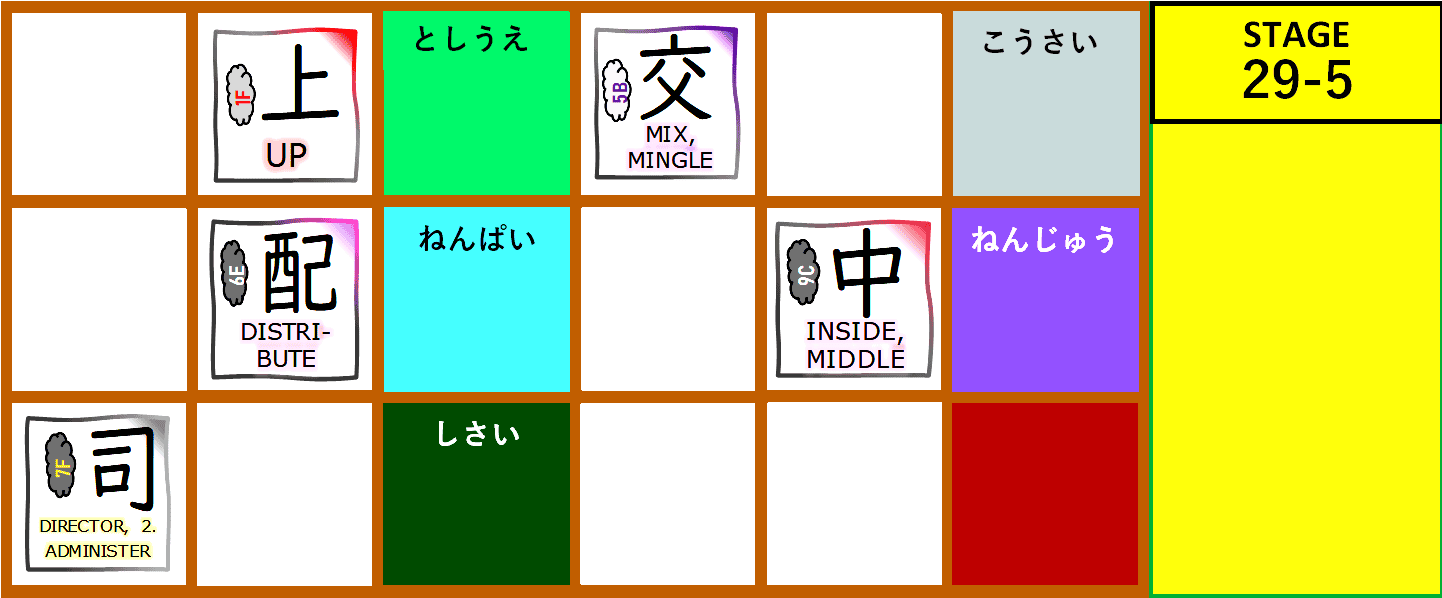 1F
上
UP
としうえ
5B
交
MIX,
MINGLE
こうさい
STAGE
29-5
6E
配
DISTRI-
BUTE
ねんぱい
9C
中
INSIDE,
MIDDLE
ねんじゅう
7F
司
DIRECTOR, 2.
ADMINISTER
しさい